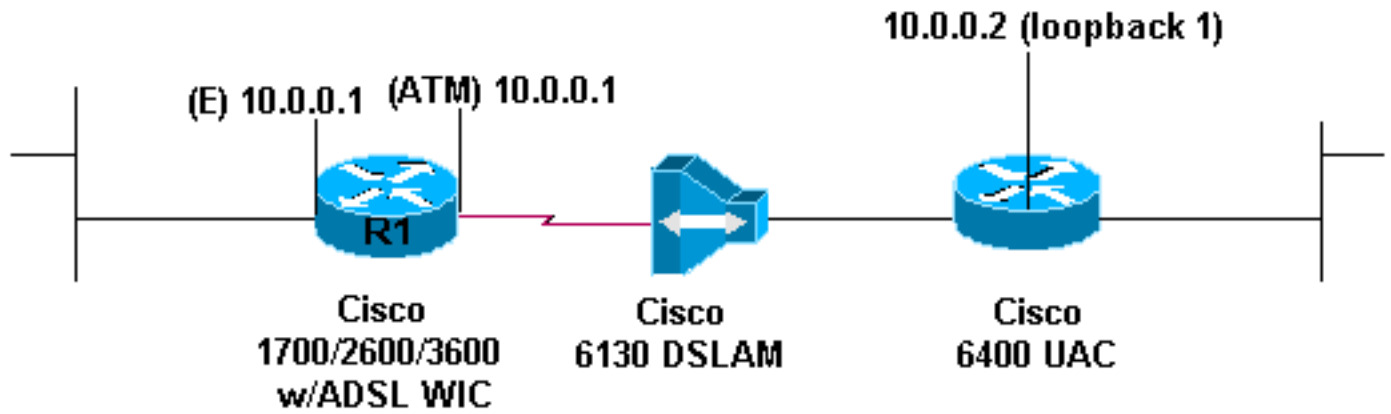 10.0.0.2 (loopback 1)
(E) 10.0.0.1
(ATM) 10.0.0.1
R1
Cisco
1700/2600/3600
w/ADSL WIC
Cisco
6130 DSLAM
Cisco
6400 UAC